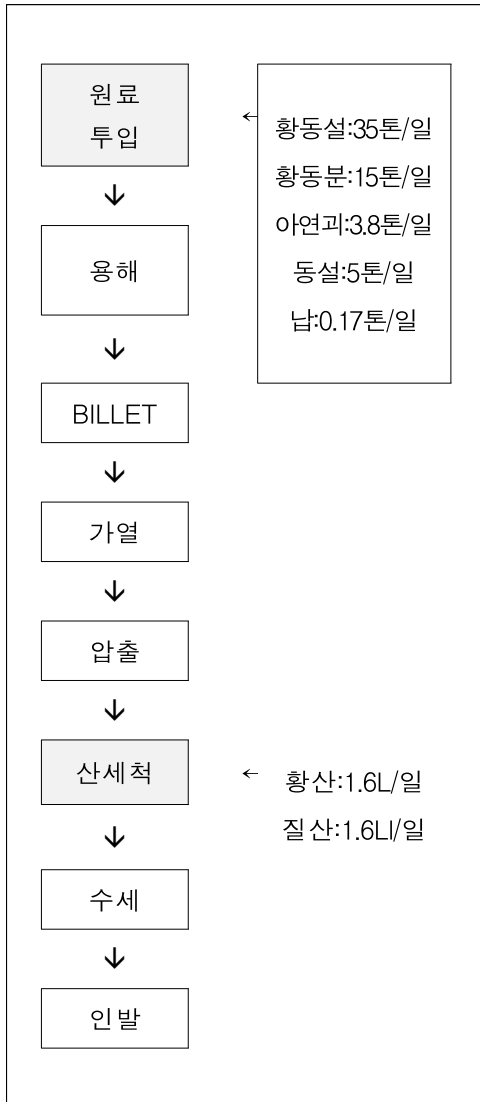 원료
투입
황동설:35톤/일
황동분:15톤/일
아연괴:3.8톤/일
동설:5톤/일
납:0.17톤/일
용해
BILLET
가열
압출
산세척
황산:1.6L/일
질산:1.6LI/일
수세
인발